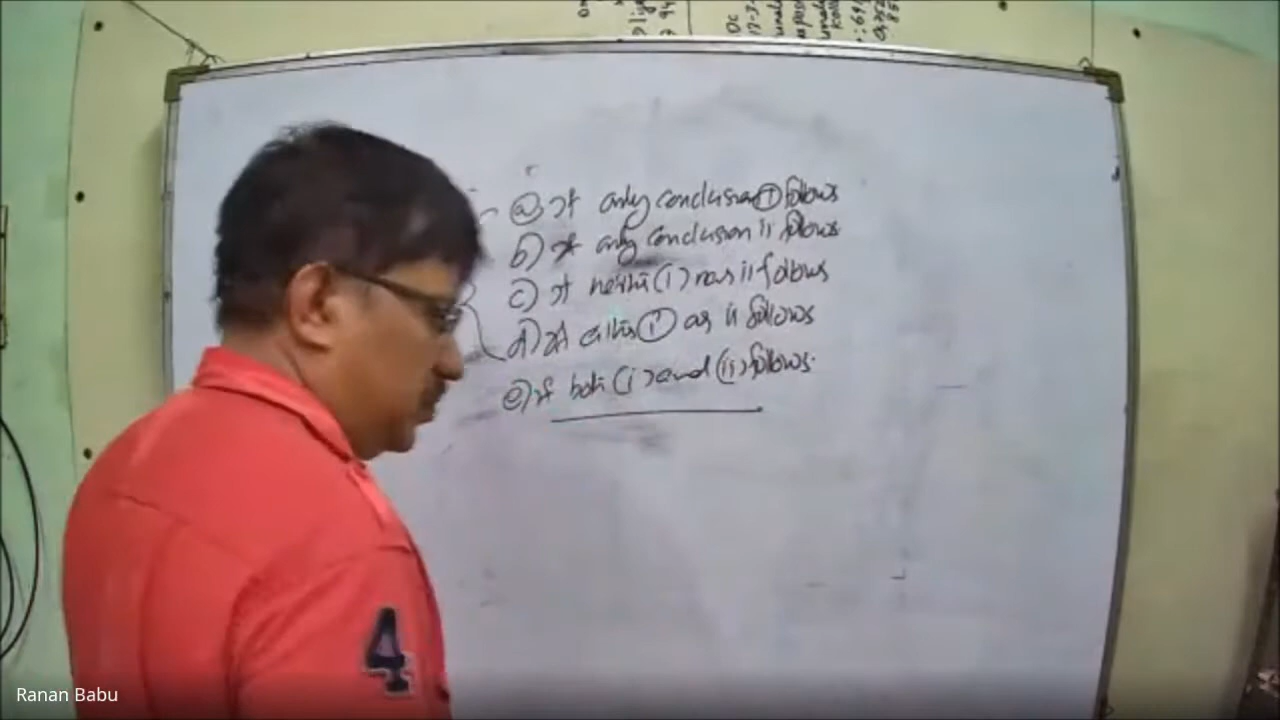 a) If only conclusion (i) follows
b) If only conclusion ii follows
c) If neither (i) nor ii follows
d) If either (i) or ii follows
e) If both (i) and (ii) follows.
4
Ranan Babu